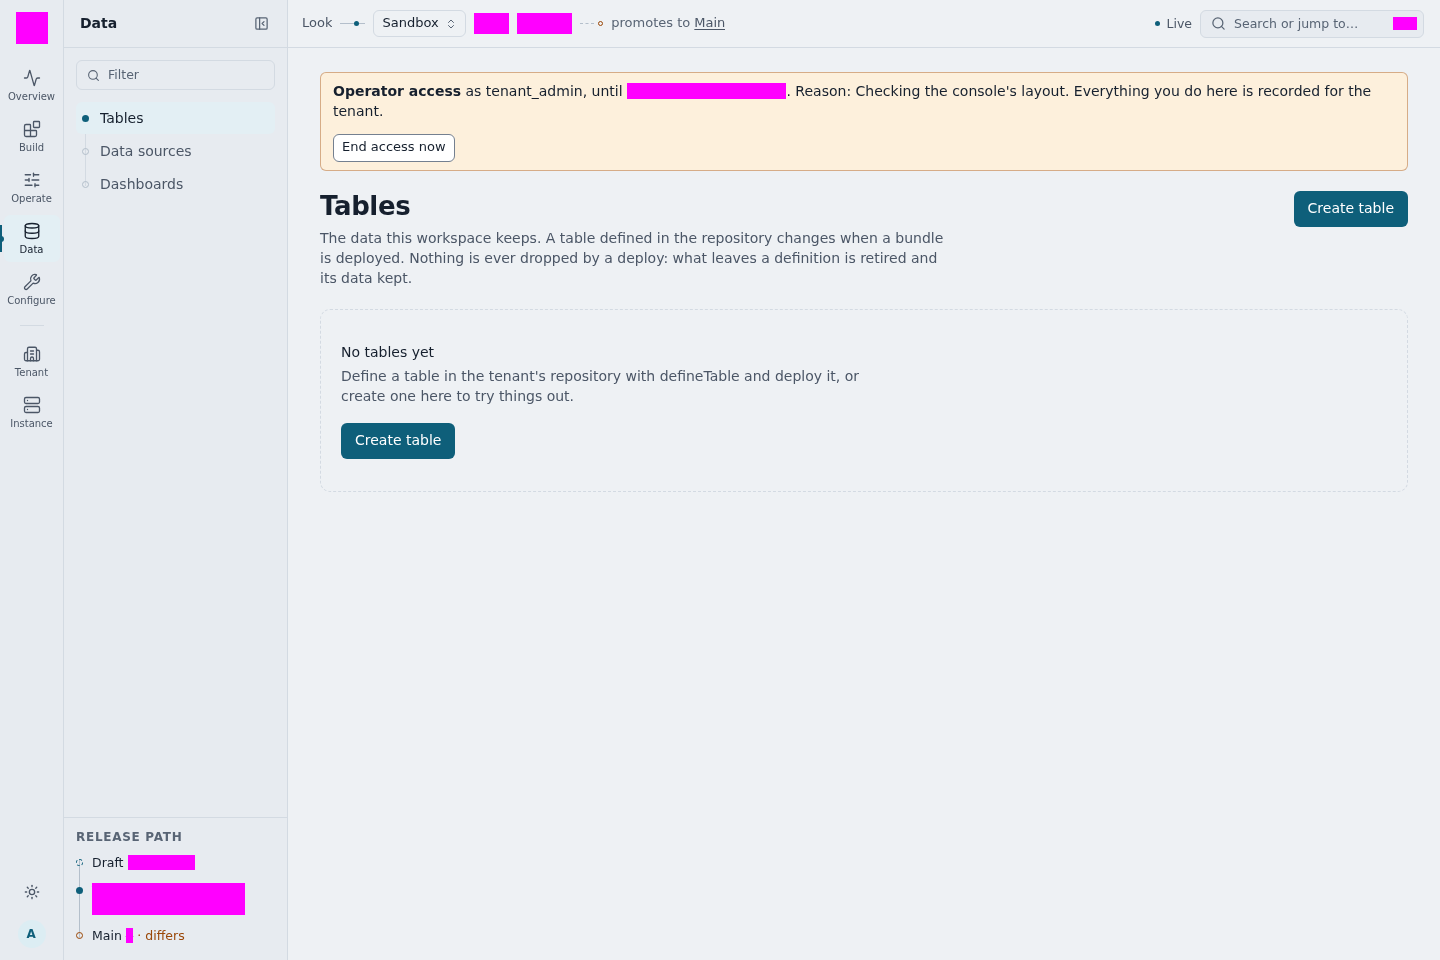 Data
Look
Sandbox
promotes to Main
Live
Search or jump to...
Overview
Build
Operate
Data
Configure
Tenant
Instance
A
Filter
Tables
Data sources
Dashboards
RELEASE PATH
Draft
Main · differs
Operator access as tenant_admin, until . Reason: Checking the console's layout. Everything you do here is recorded for the
tenant.
End access now
Tables
Create table
The data this workspace keeps. A table defined in the repository changes when a bundle
is deployed. Nothing is ever dropped by a deploy: what leaves a definition is retired and
its data kept.
No tables yet
Define a table in the tenant's repository with defineTable and deploy it, or
create one here to try things out.
Create table